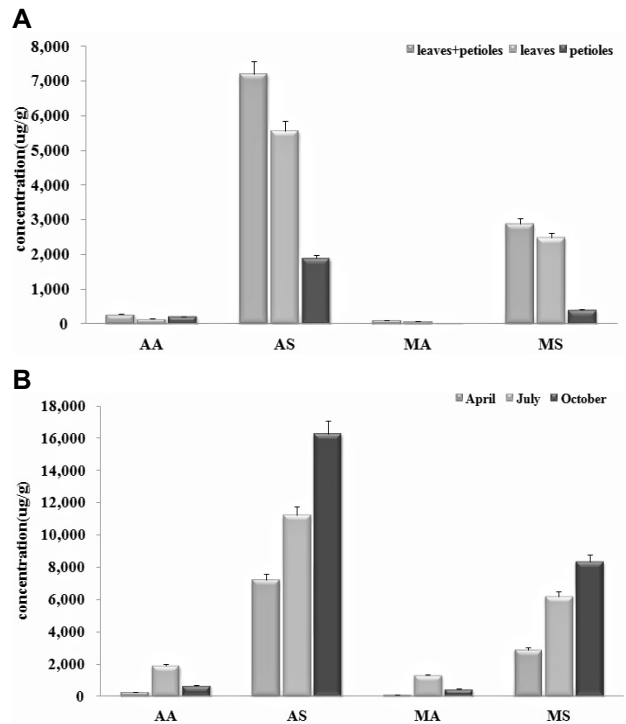 A
8,000
leaves+petioles leaves petioles
7,000
6,000
5,000
4,000
3,000
2,000
1,000
0
concentration(ug/g)
AA AS MA MS
B
18,000
April July October
16,000
14,000
12,000
10,000
8,000
6,000
4,000
2,000
0
concentration(ug/g)
AA AS MA MS